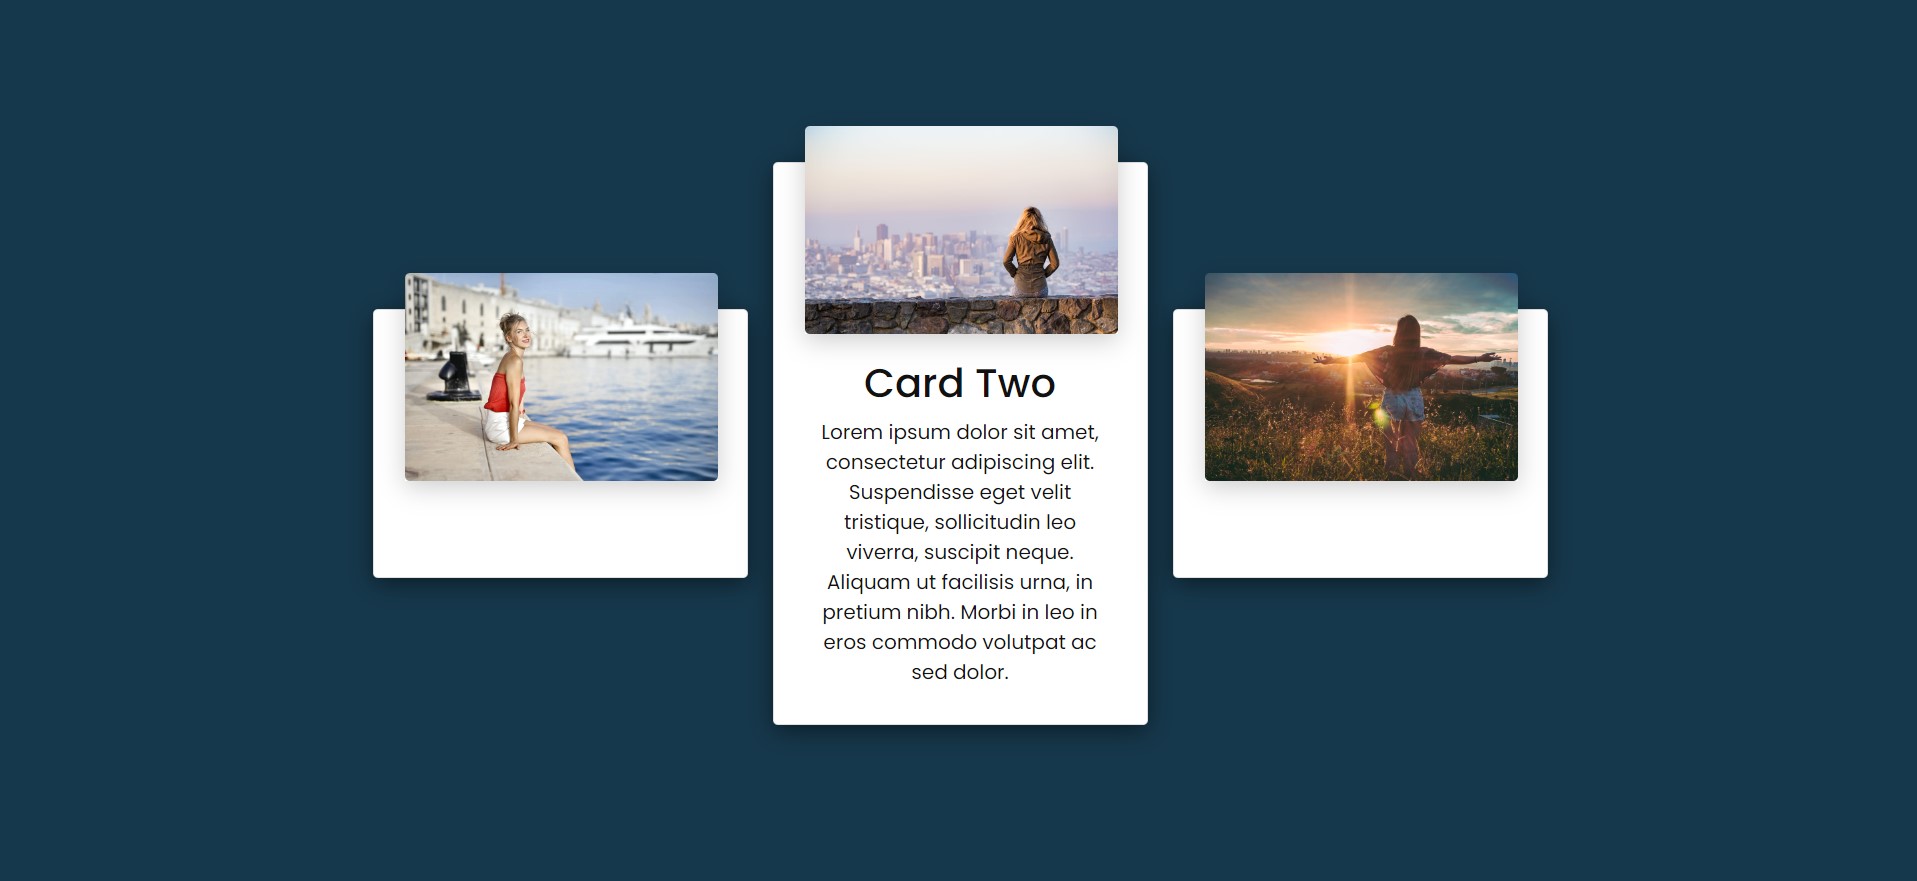 Card Two
Lorem ipsum dolor sit amet,
consectetur adipiscing elit.
Suspendisse eget velit
tristique, sollicitudin leo
viverra, suscipit neque.
Aliquam ut facilisis urna, in
pretium nibh. Morbi in leo in
eros commodo volutpat ac
sed dolor.